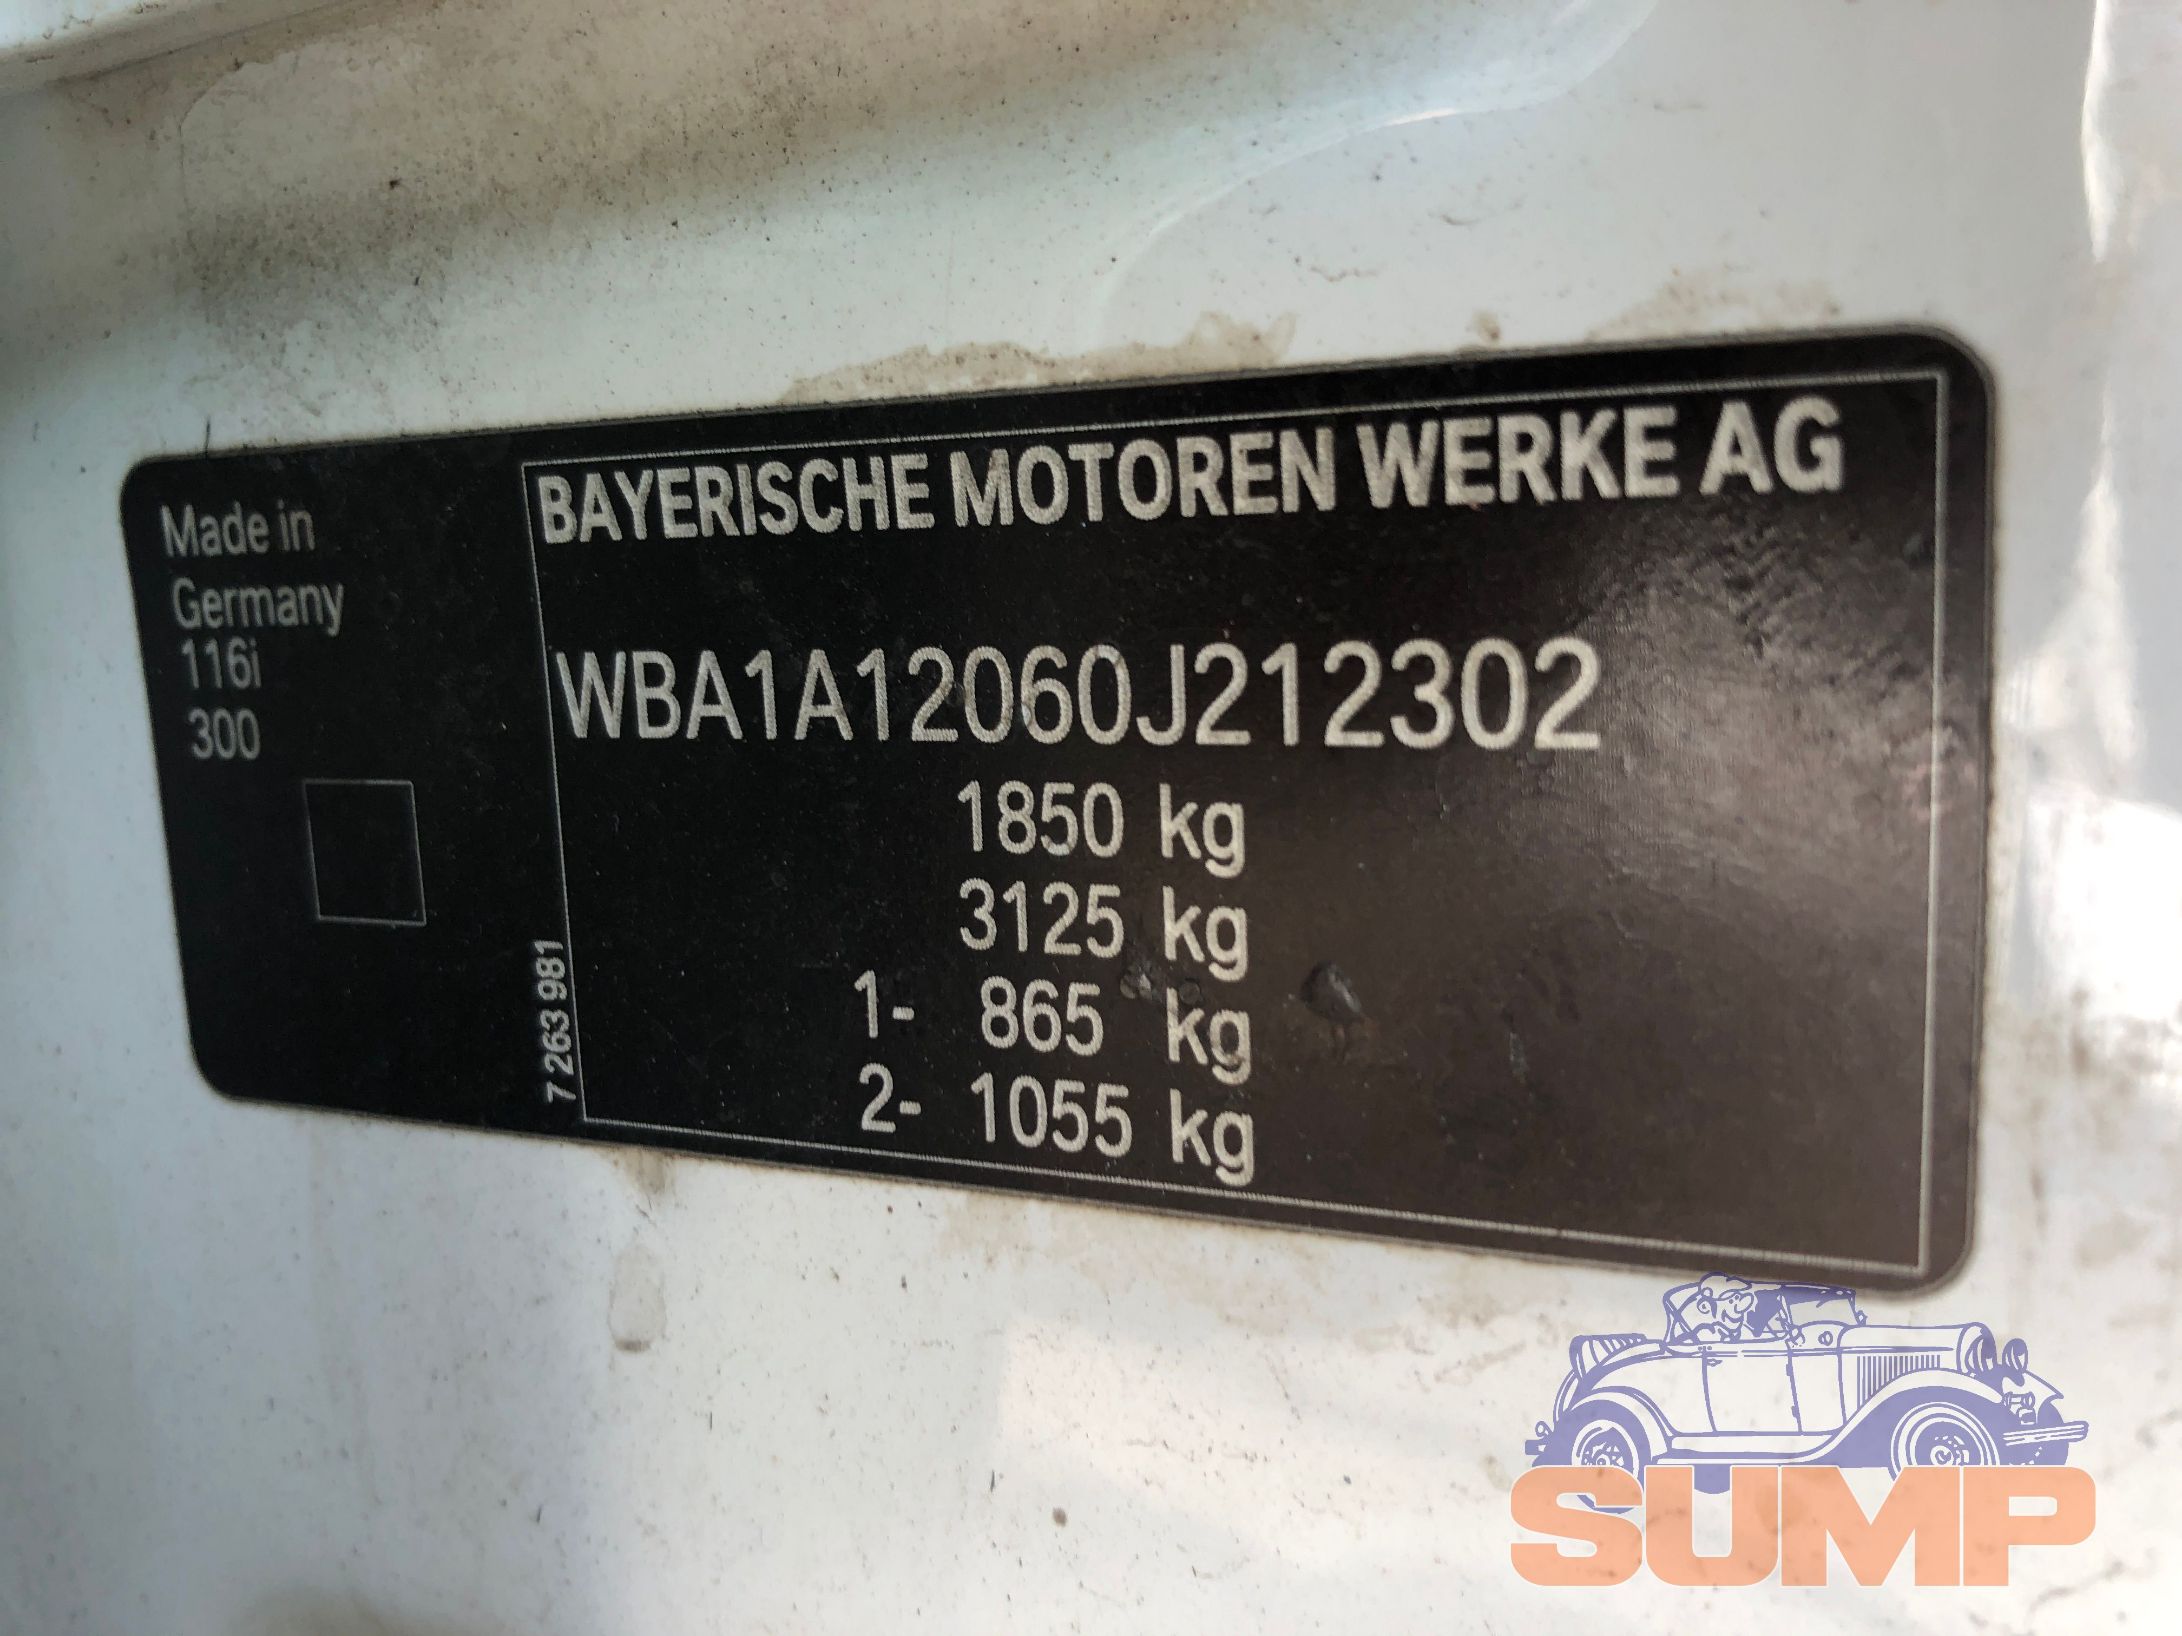 BAYERISCHE MOTOREN WERKE AG
Made in
Germany
116i
300
WBA1A12060J212302
1850 kg
3125 kg
1- 865 kg
2- 1055 kg
7 263 981
SUMP